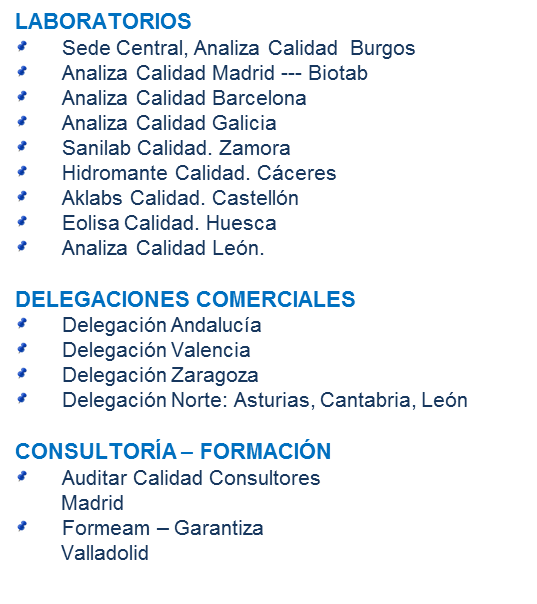 LABORATORIOS
Sede Central, Analiza Calidad  Burgos
Analiza Calidad Madrid --- Biotab
Analiza Calidad Barcelona
Analiza Calidad Galicia
Sanilab Calidad. Zamora
Hidromante Calidad. Cáceres
Aklabs Calidad. Castellón
Eolisa Calidad. Huesca
Analiza Calidad León.
DELEGACIONES COMERCIALES
Delegación Andalucía
Delegación Valencia
Delegación Zaragoza
Delegación Norte: Asturias, Cantabria, León
CONSULTORÍA – FORMACIÓN
Auditar Calidad Consultores
Madrid
Formeam – Garantiza
Valladolid